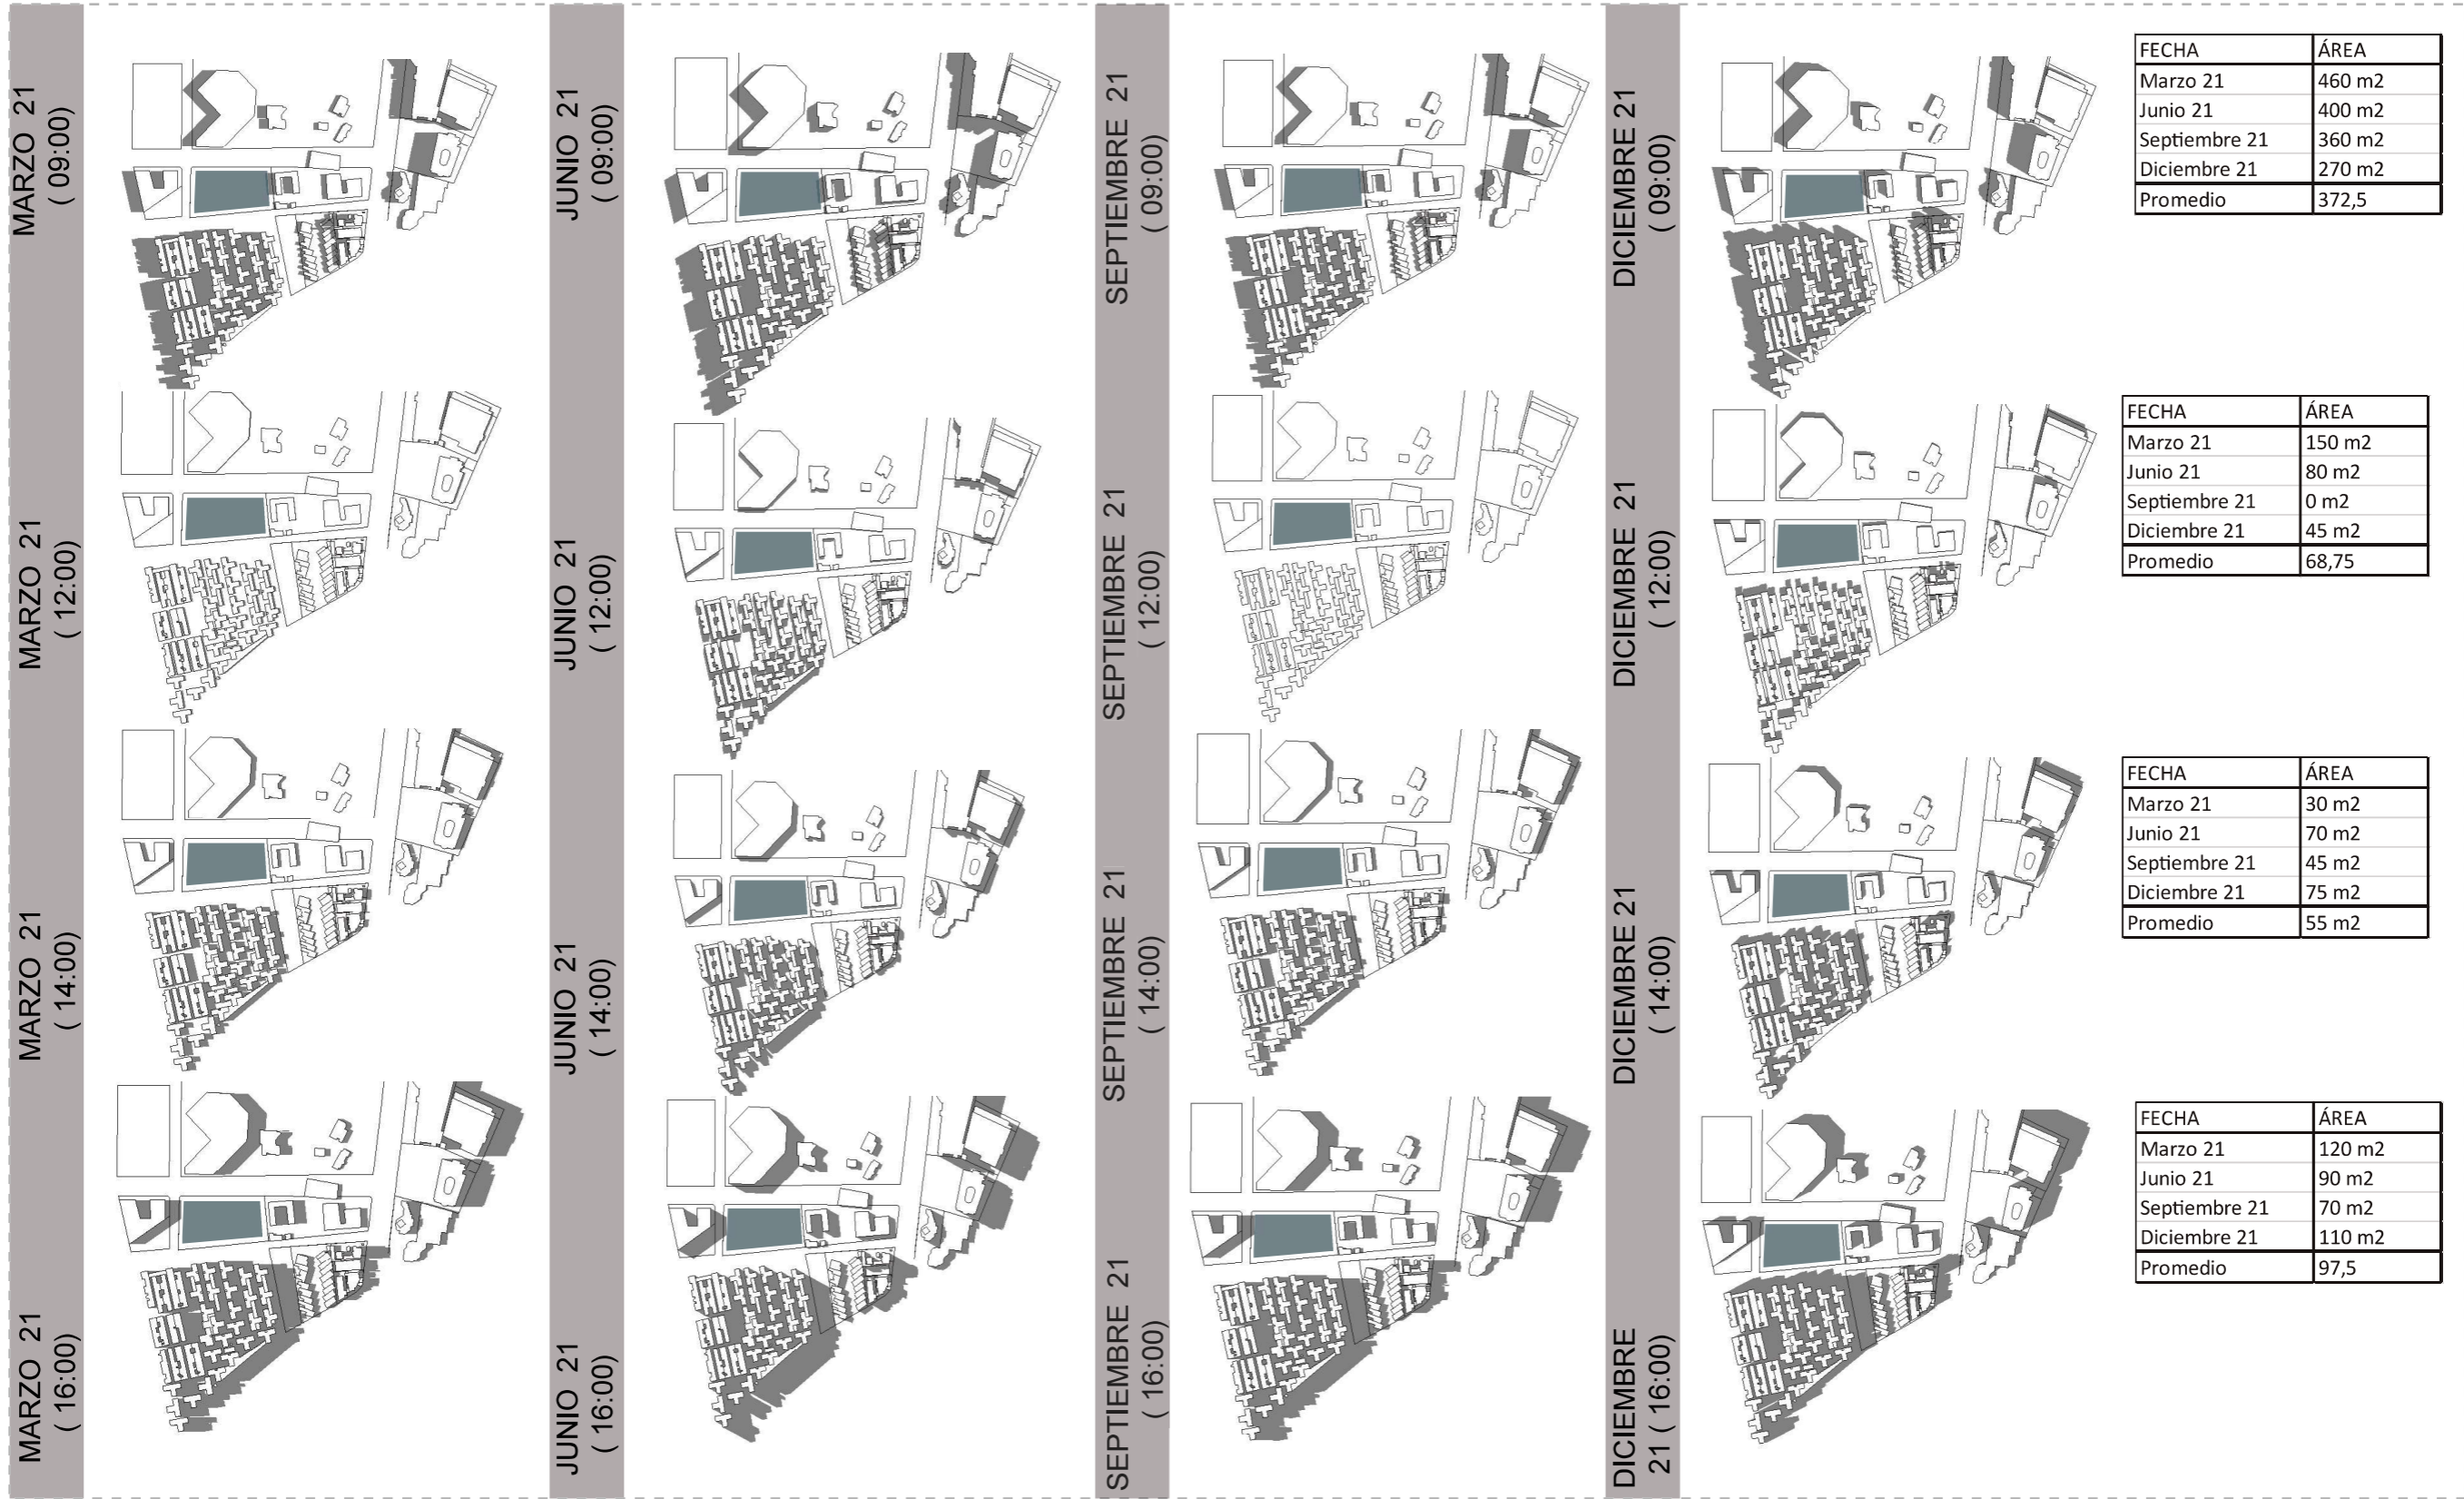 MARZO 21
( 09:00)
MARZO 21
( 12:00)
MARZO 21
( 14:00)
MARZO 21
( 16:00)
JUNIO 21
( 09:00)
JUNIO 21
( 12:00)
JUNIO 21
( 14:00)
JUNIO 21
( 16:00)
SEPTIEMBRE 21
( 09:00)
SEPTIEMBRE 21
( 12:00)
SEPTIEMBRE 21
( 14:00)
SEPTIEMBRE 21
( 16:00)
DICIEMBRE 21
( 09:00)
DICIEMBRE 21
( 12:00)
DICIEMBRE 21
( 14:00)
DICIEMBRE
21 ( 16:00)
FECHA ÁREA
Marzo 21 460 m2
Junio 21 400 m2
Septiembre 21 360 m2
Diciembre 21 270 m2
Promedio 372,5
FECHA ÁREA
Marzo 21 150 m2
Junio 21 80 m2
Septiembre 21 0 m2
Diciembre 21 45 m2
Promedio 68,75
FECHA ÁREA
Marzo 21 30 m2
Junio 21 70 m2
Septiembre 21 45 m2
Diciembre 21 75 m2
Promedio 55 m2
FECHA ÁREA
Marzo 21 120 m2
Junio 21 90 m2
Septiembre 21 70 m2
Diciembre 21 110 m2
Promedio 97,5